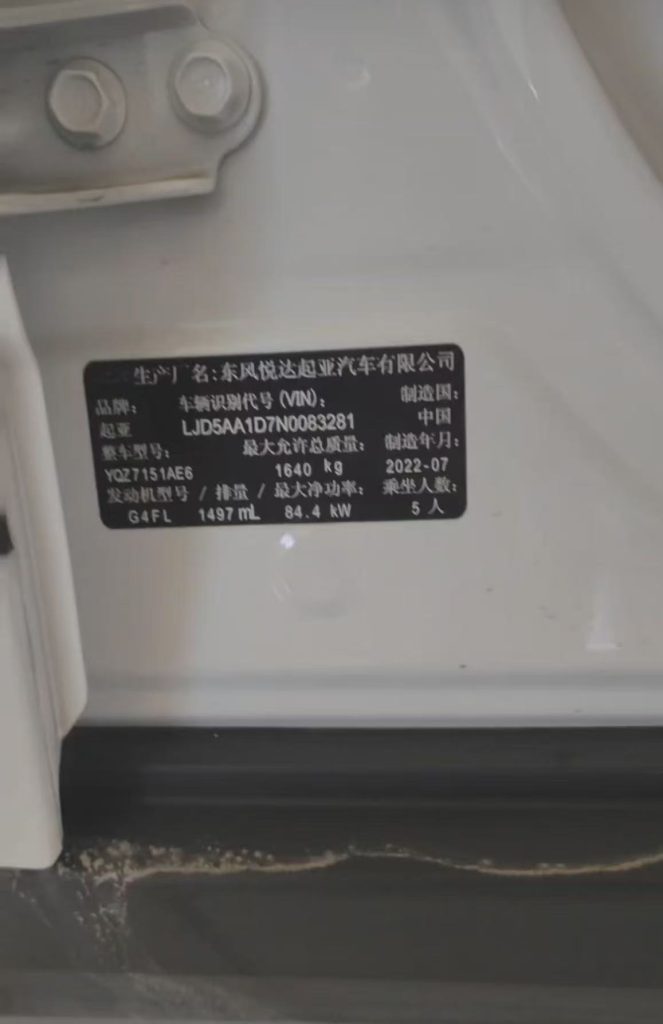 生产厂名:东风悦达起亚汽车有限公司
品牌: 车辆识别代号(VIN): 制造国:
起亚 LJD5AA1D7N0083281 中国
整车型号: 最大允许总质量: 制造年月:
YQZ7151AE6 1640 kg 2022-07
发动机型号 / 排量 / 最大净功率: 乘坐人数:
G4FL 1497 mL 84.4 kW 5 人